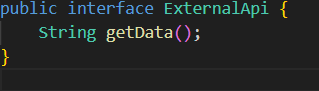 public interface ExternalApi {
    String getData();
}